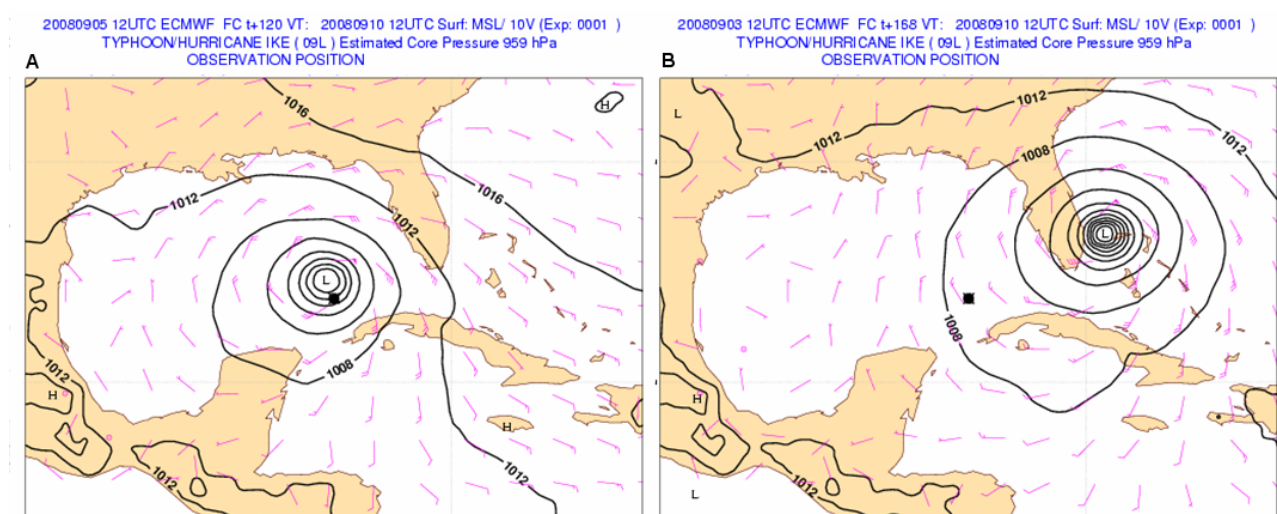 20080905 12UTC ECMWF FC t+120 VT: 20080910 12UTC Surf: MSL/ 10V (Exp: 0001 )
TYPHOON/HURRICANE IKE ( 09L ) Estimated Core Pressure 959 hPa
OBSERVATION POSITION
A
1016
H
1012
1012
1016
L
1008
1012
H
H
1012
1012
20080903 12UTC ECMWF FC t+168 VT: 20080910 12UTC Surf: MSL/ 10V (Exp: 0001 )
TYPHOON/HURRICANE IKE ( 09L ) Estimated Core Pressure 959 hPa
OBSERVATION POSITION
B
1012
L
1012
1008
1012
L
1008
1012
H
1012
L